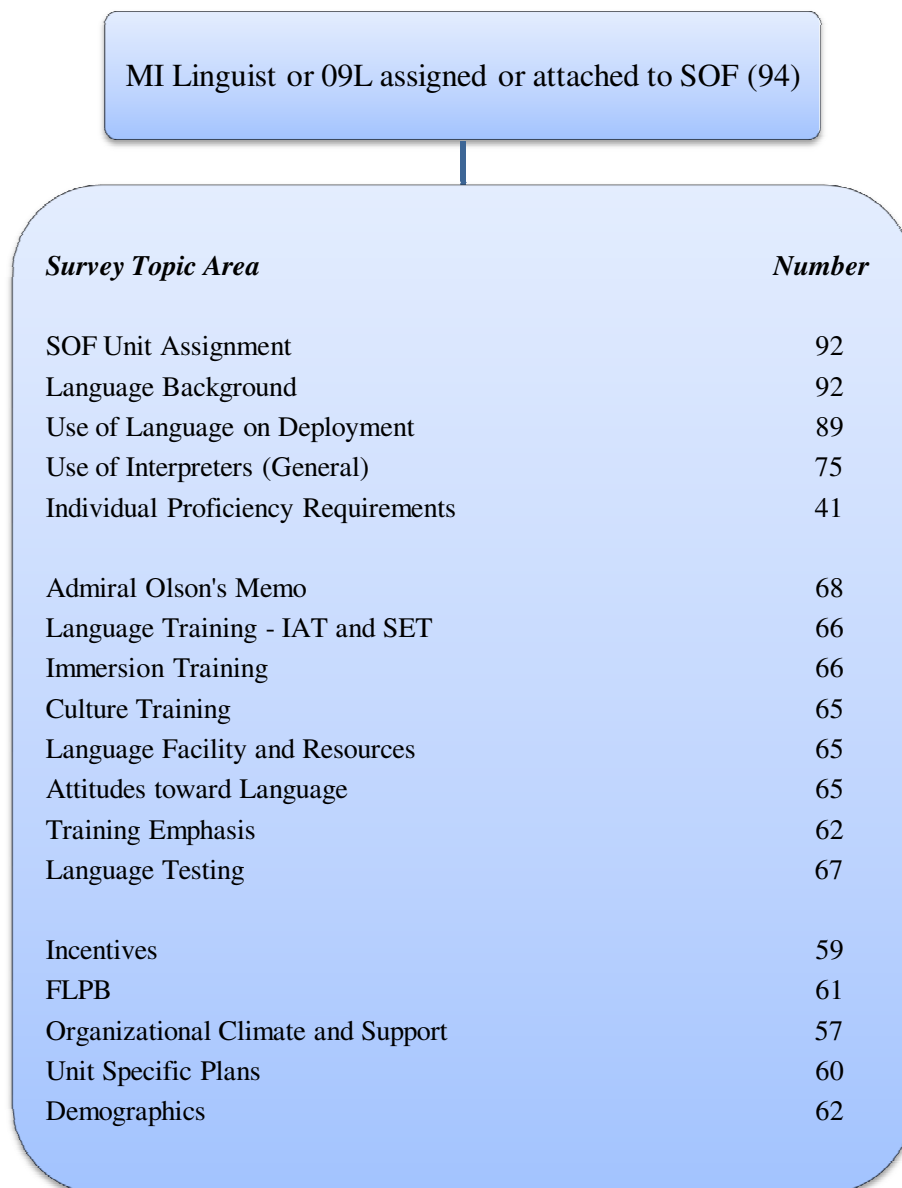 MI Linguist or 09L assigned or attached to SOF (94)
Survey Topic Area Number
SOF Unit Assignment 92
Language Background 92
Use of Language on Deployment 89
Use of Interpreters (General) 75
Individual Proficiency Requirements 41
Admiral Olson's Memo 68
Language Training - IAT and SET 66
Immersion Training 66
Culture Training 65
Language Facility and Resources 65
Attitudes toward Language 65
Training Emphasis 62
Language Testing 67
Incentives 59
FLPB 61
Organizational Climate and Support 57
Unit Specific Plans 60
Demographics 62